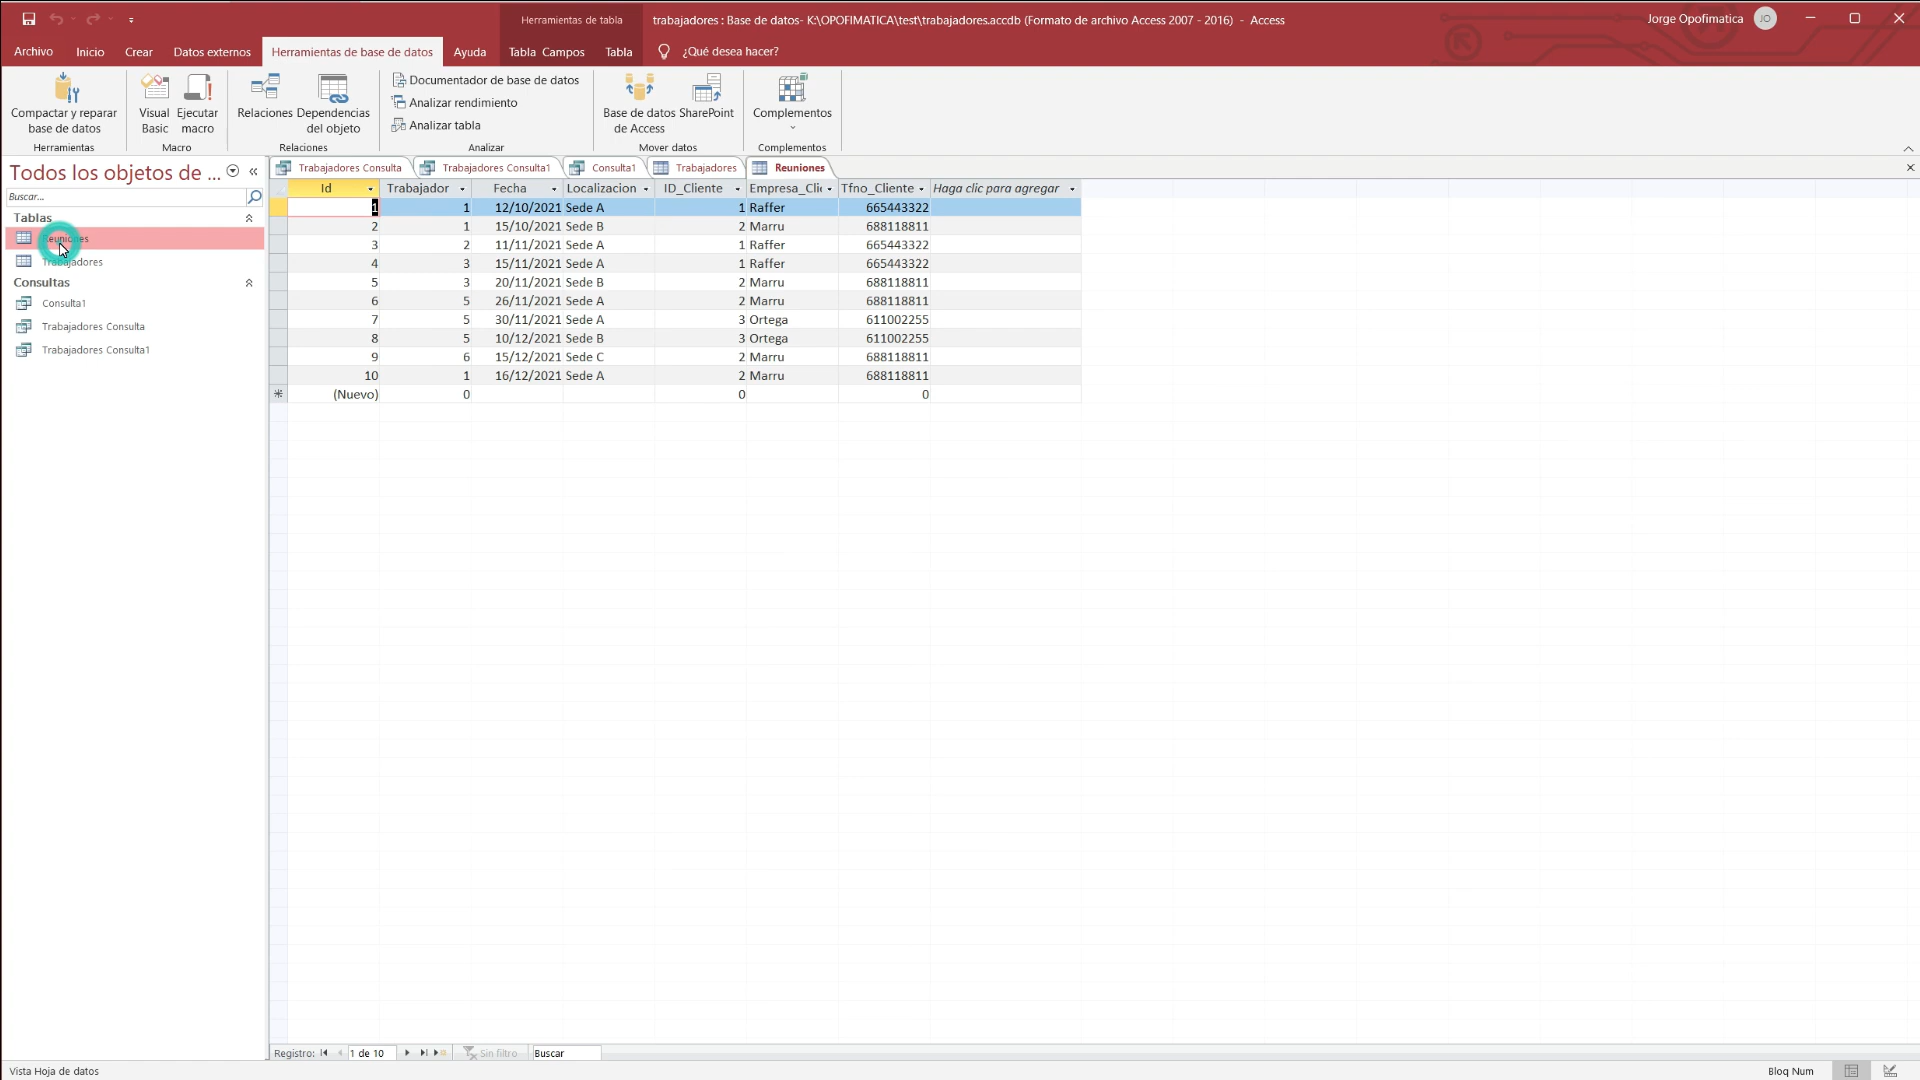 Herramientas de tabla
trabajadores : Base de datos- K:\OPOFIMATICA\test\trabajadores.accdb (Formato de archivo Access 2007 - 2016) - Access
Jorge Opofimatica JO
Archivo Inicio Crear Datos externos Herramientas de base de datos Ayuda Tabla Campos Tabla ¿Qué desea hacer?
Compactar y reparar
base de datos
Herramientas
Visual
Basic
Ejecutar
macro
Macro
Relaciones
Dependencias
del objeto
Relaciones
Documentador de base de datos
Analizar rendimiento
Analizar tabla
Analizar
Base de datos
de Access
SharePoint
Mover datos
Complementos
Complementos
Todos los objetos de ...
Buscar...
Tablas
Reuniones
Trabajadores
Consultas
Consulta1
Trabajadores Consulta
Trabajadores Consulta1
Trabajadores Consulta Trabajadores Consulta1 Consulta1 Trabajadores Reuniones
Id Trabajador Fecha Localizacion ID_Cliente Empresa_Clie Tfno_Cliente Haga clic para agregar
1 1 12/10/2021 Sede A 1 Raffer 665443322
2 1 15/10/2021 Sede B 2 Marru 688118811
3 2 11/11/2021 Sede A 1 Raffer 665443322
4 3 15/11/2021 Sede A 1 Raffer 665443322
5 3 20/11/2021 Sede B 2 Marru 688118811
6 5 26/11/2021 Sede A 2 Marru 688118811
7 5 30/11/2021 Sede A 3 Ortega 611002255
8 5 10/12/2021 Sede B 3 Ortega 611002255
9 6 15/12/2021 Sede C 2 Marru 688118811
10 1 16/12/2021 Sede A 2 Marru 688118811
(Nuevo) 0 0 0
Registro: 1 de 10 Sin filtro Buscar
Vista Hoja de datos
Bloq Num